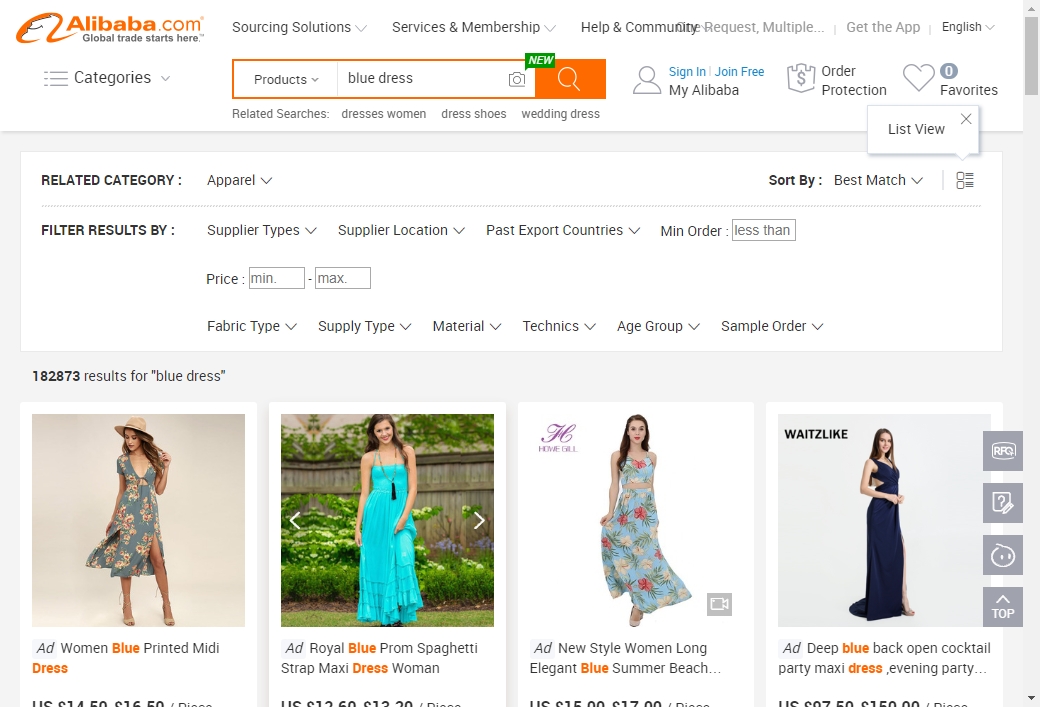 Alibaba.com
Global trade starts here.™
Sourcing Solutions
Services & Membership
Help & Community
One Request, Multiple...
Get the App
English
Categories
Products
blue dress
NEW
Sign In
Join Free
My Alibaba
Order
Protection
0
Favorites
Related Searches: dresses women dress shoes wedding dress
List View
RELATED CATEGORY :
Apparel
Sort By :
Best Match
FILTER RESULTS BY :
Supplier Types
Supplier Location
Past Export Countries
Min Order :
less than
Price :
min.
-
max.
Fabric Type
Supply Type
Material
Technics
Age Group
Sample Order
182873 results for "blue dress"
HOWE GILL
WAITZLIKE
RFQ
TOP
Ad Women Blue Printed Midi
Dress
US $14.50-$16.50 / Piece
Ad Royal Blue Prom Spaghetti
Strap Maxi Dress Woman
US $12.60-$13.20 / Piece
Ad New Style Women Long
Elegant Blue Summer Beach...
US $15.00-$17.00 / Piece
Ad Deep blue back open cocktail
party maxi dress ,evening party...
US $97.50-$150.00 / Piece